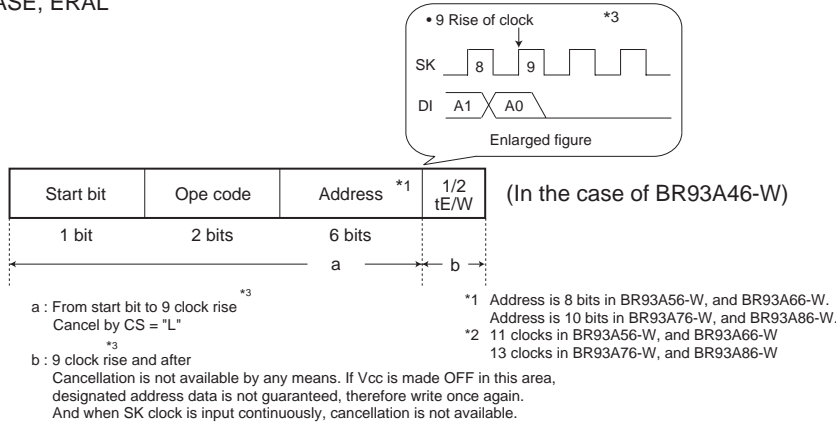 ASE, ERAL
• 9 Rise of clock *3
SK 8 9
DI A1 A0
Enlarged figure
Start bit Ope code Address *1 1/2 tE/W (In the case of BR93A46-W)
1 bit 2 bits 6 bits
a b
a : From start bit to 9 clock rise *3
Cancel by CS = "L"
*3
b : 9 clock rise and after
Cancellation is not available by any means. If Vcc is made OFF in this area,
designated address data is not guaranteed, therefore write once again.
And when SK clock is input continuously, cancellation is not available.
*1 Address is 8 bits in BR93A56-W, and BR93A66-W.
Address is 10 bits in BR93A76-W, and BR93A86-W.
*2 11 clocks in BR93A56-W, and BR93A66-W
13 clocks in BR93A76-W, and BR93A86-W